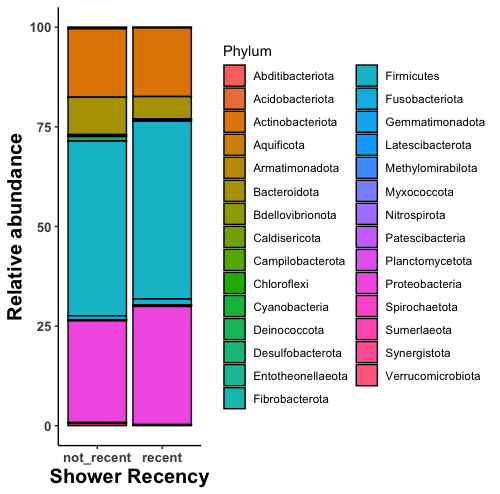 Relative abundance
100
75
50
25
0
not_recent recent
Shower Recency
Phylum
Abditibacteriota
Acidobacteriota
Actinobacteriota
Aquificota
Armatimonadota
Bacteroidota
Bdellovibrionota
Caldisericota
Campilobacterota
Chloroflexi
Cyanobacteria
Deinococcota
Desulfobacterota
Entotheonellaeota
Fibrobacterota
Firmicutes
Fusobacteriota
Gemmatimonadota
Latescibacterota
Methylomirabilota
Myxococcota
Nitrospirota
Patescibacteria
Planctomycetota
Proteobacteria
Spirochaetota
Sumerlaeota
Synergistota
Verrucomicrobiota